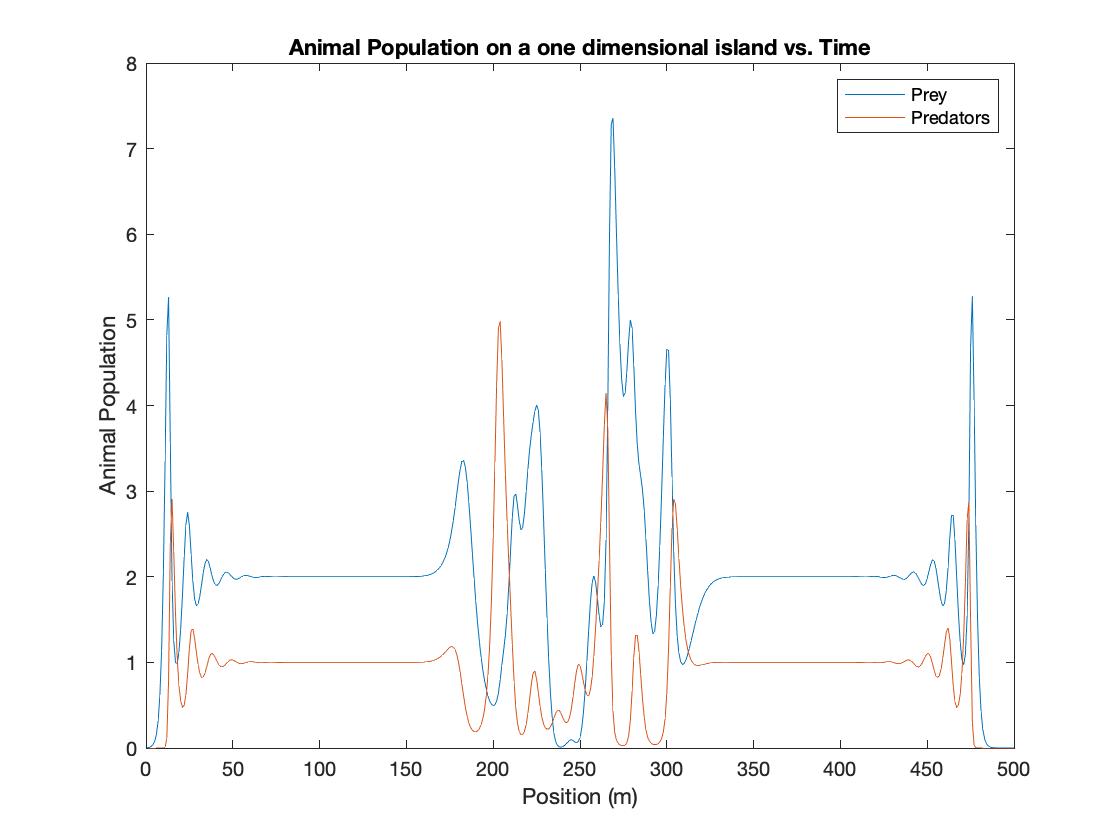 Animal Population on a one dimensional island vs. Time
Prey
Predators
8
7
6
5
4
3
2
1
0
Animal Population
0 50 100 150 200 250 300 350 400 450 500
Position (m)